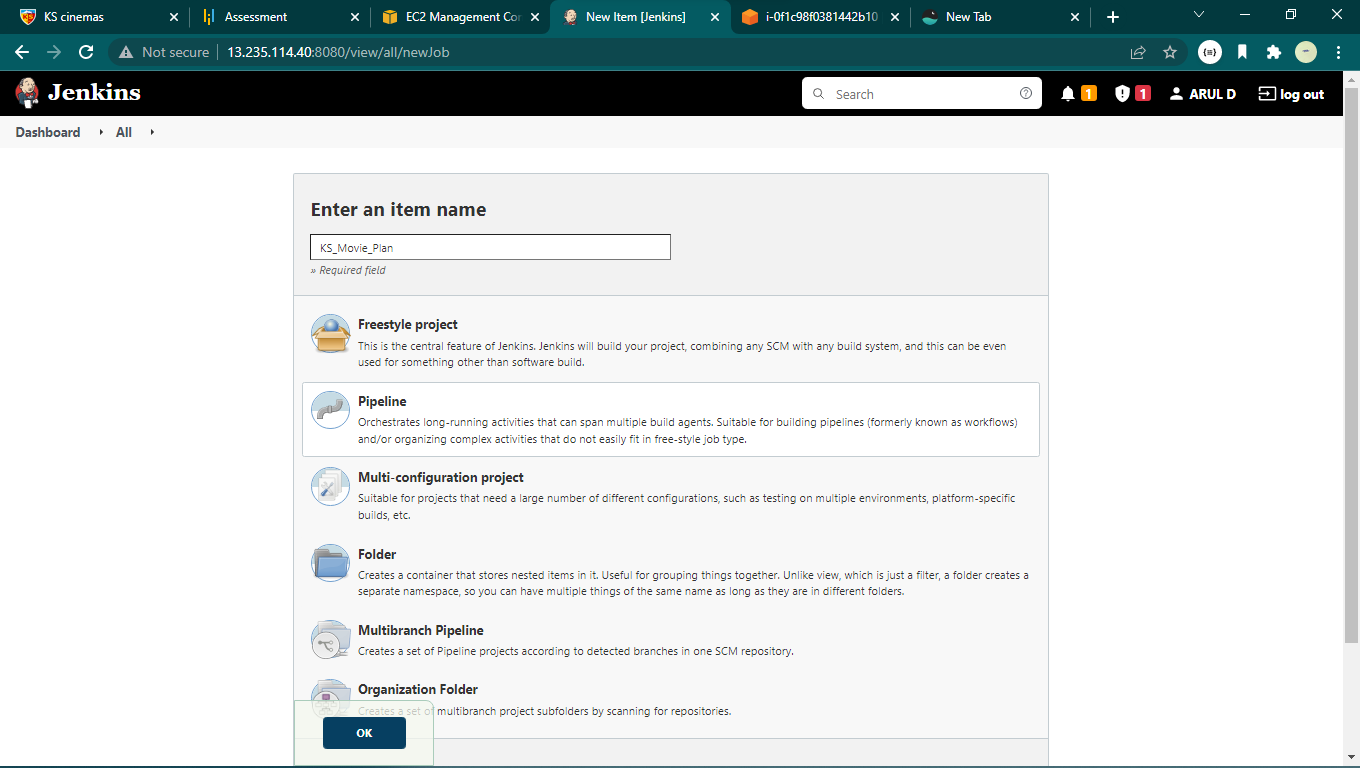 KS cinemas
Assessment
EC2 Management Con
New Item [Jenkins]
i-0f1c98f0381442b10
New Tab
Not secure
13.235.114.40:8080/view/all/newJob
Jenkins
Search
1
1
ARUL D
log out
Dashboard
All
Enter an item name
KS_Movie_Plan
» Required field
Freestyle project
This is the central feature of Jenkins. Jenkins will build your project, combining any SCM with any build system, and this can be even
used for something other than software build.
Pipeline
Orchestrates long-running activities that can span multiple build agents. Suitable for building pipelines (formerly known as workflows)
and/or organizing complex activities that do not easily fit in free-style job type.
Multi-configuration project
Suitable for projects that need a large number of different configurations, such as testing on multiple environments, platform-specific
builds, etc.
Folder
Creates a container that stores nested items in it. Useful for grouping things together. Unlike view, which is just a filter, a folder creates a
separate namespace, so you can have multiple things of the same name as long as they are in different folders.
Multibranch Pipeline
Creates a set of Pipeline projects according to detected branches in one SCM repository.
Organization Folder
Creates a set of multibranch project subfolders by scanning for repositories.
OK